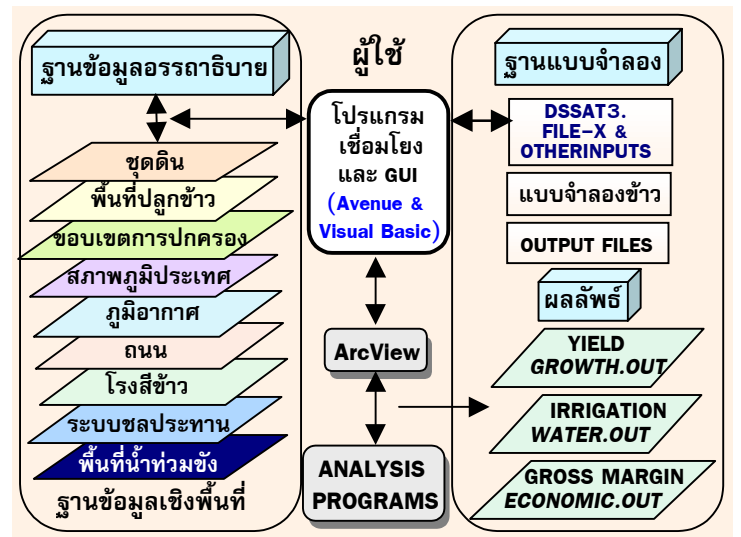 ฐานข้อมูลอรรถาธิบาย
ชุดดิน
พื้นที่ปลูกข้าว
ขอบเขตการปกครอง
สภาพภูมิประเทศ
ภูมิอากาศ
ถนน
โรงสีข้าว
ระบบชลประทาน
พื้นที่น้ำท่วมขัง
ฐานข้อมูลเชิงพื้นที่
ผู้ใช้
โปรแกรม
เชื่อมโยง
และ GUI
(Avenue &
Visual Basic)
ArcView
ANALYSIS
PROGRAMS
ฐานแบบจำลอง
DSSAT3.
FILE-X &
OTHERINPUTS
แบบจำลองข้าว
OUTPUT FILES
ผลลัพธ์
YIELD
GROWTH.OUT
IRRIGATION
WATER.OUT
GROSS MARGIN
ECONOMIC.OUT